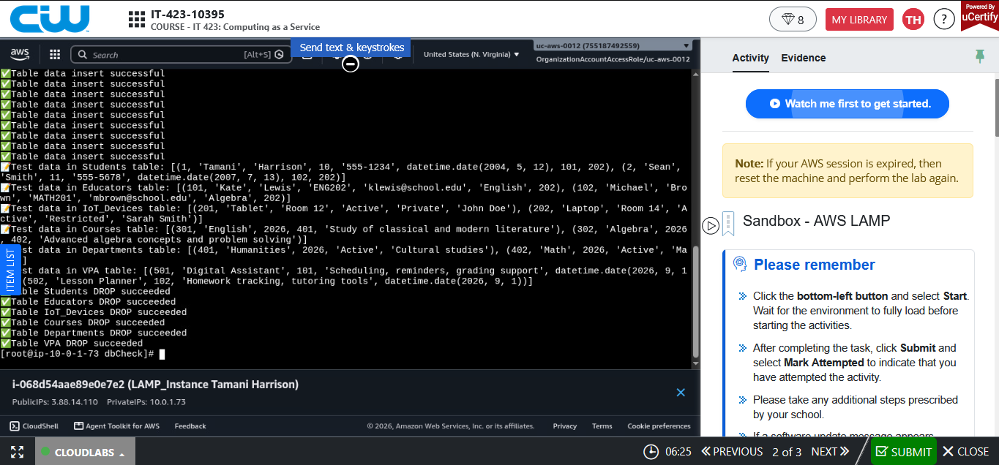 CIW
IT-423-10395
COURSE - IT 423: Computing as a Service
8
MY LIBRARY
TH
?
Powered By
uCertify
aws
Search
[Alt+S]
Send text & keystrokes
United States (N. Virginia)
uc-aws-0012 (755187492559)
OrganizationAccountAccessRole/uc-aws-0012
Table data insert successful
Table data insert successful
Table data insert successful
Table data insert successful
Table data insert successful
Table data insert successful
Table data insert successful
Table data insert successful
Table data insert successful
Test data in Students table: [(1, 'Tamani', 'Harrison', 10, '555-1234', datetime.date(2004, 5, 12), 101, 202), (2, 'Sean',
'Smith', 11, '555-5678', datetime.date(2007, 7, 13), 102, 202)]
Test data in Educators table: [(101, 'Kate', 'Lewis', 'ENG202', 'klewis@school.edu', 'English', 202), (102, 'Michael', 'Bro
wn', 'MATH201', 'mbrown@school.edu', 'Algebra', 202)]
Test data in IoT_Devices table: [(201, 'Tablet', 'Room 12', 'Active', 'Private', 'John Doe'), (202, 'Laptop', 'Room 14', 'A
ctive', 'Restricted', 'Sarah Smith')]
Test data in Courses table: [(301, 'English', 2026, 401, 'Study of classical and modern literature'), (302, 'Algebra', 2026
, 402, 'Advanced algebra concepts and problem solving')]
est data in Departments table: [(401, 'Humanities', 2026, 'Active', 'Cultural studies'), (402, 'Math', 2026, 'Active', 'Ma
]
est data in VPA table: [(501, 'Digital Assistant', 101, 'Scheduling, reminders, grading support', datetime.date(2026, 9, 1
(502, 'Lesson Planner', 102, 'Homework tracking, tutoring tools', datetime.date(2026, 9, 1))]
ble Students DROP succeeded
Table Educators DROP succeeded
Table IoT_Devices DROP succeeded
Table Courses DROP succeeded
Table Departments DROP succeeded
Table VPA DROP succeeded
[root@ip-10-0-1-73 dbCheck]#
ITEM LIST
i-068d54aae89e0e7e2 (LAMP_Instance Tamani Harrison)
PublicIPs: 3.88.14.110 PrivateIPs: 10.0.1.73
CloudShell
Agent Toolkit for AWS
Feedback
© 2026, Amazon Web Services, Inc. or its affiliates.
Privacy
Terms
Cookie preferences
Activity
Evidence
Watch me first to get started.
Note: If your AWS session is expired, then
reset the machine and perform the lab again.
Sandbox - AWS LAMP
Please remember
Click the bottom-left button and select Start.
Wait for the environment to fully load before
starting the activities.
After completing the task, click Submit and
select Mark Attempted to indicate that you
have attempted the activity.
Please take any additional steps prescribed
by your school.
If a software update message appears
CLOUDLABS
06:25
PREVIOUS
2 of 3
NEXT
SUBMIT
CLOSE